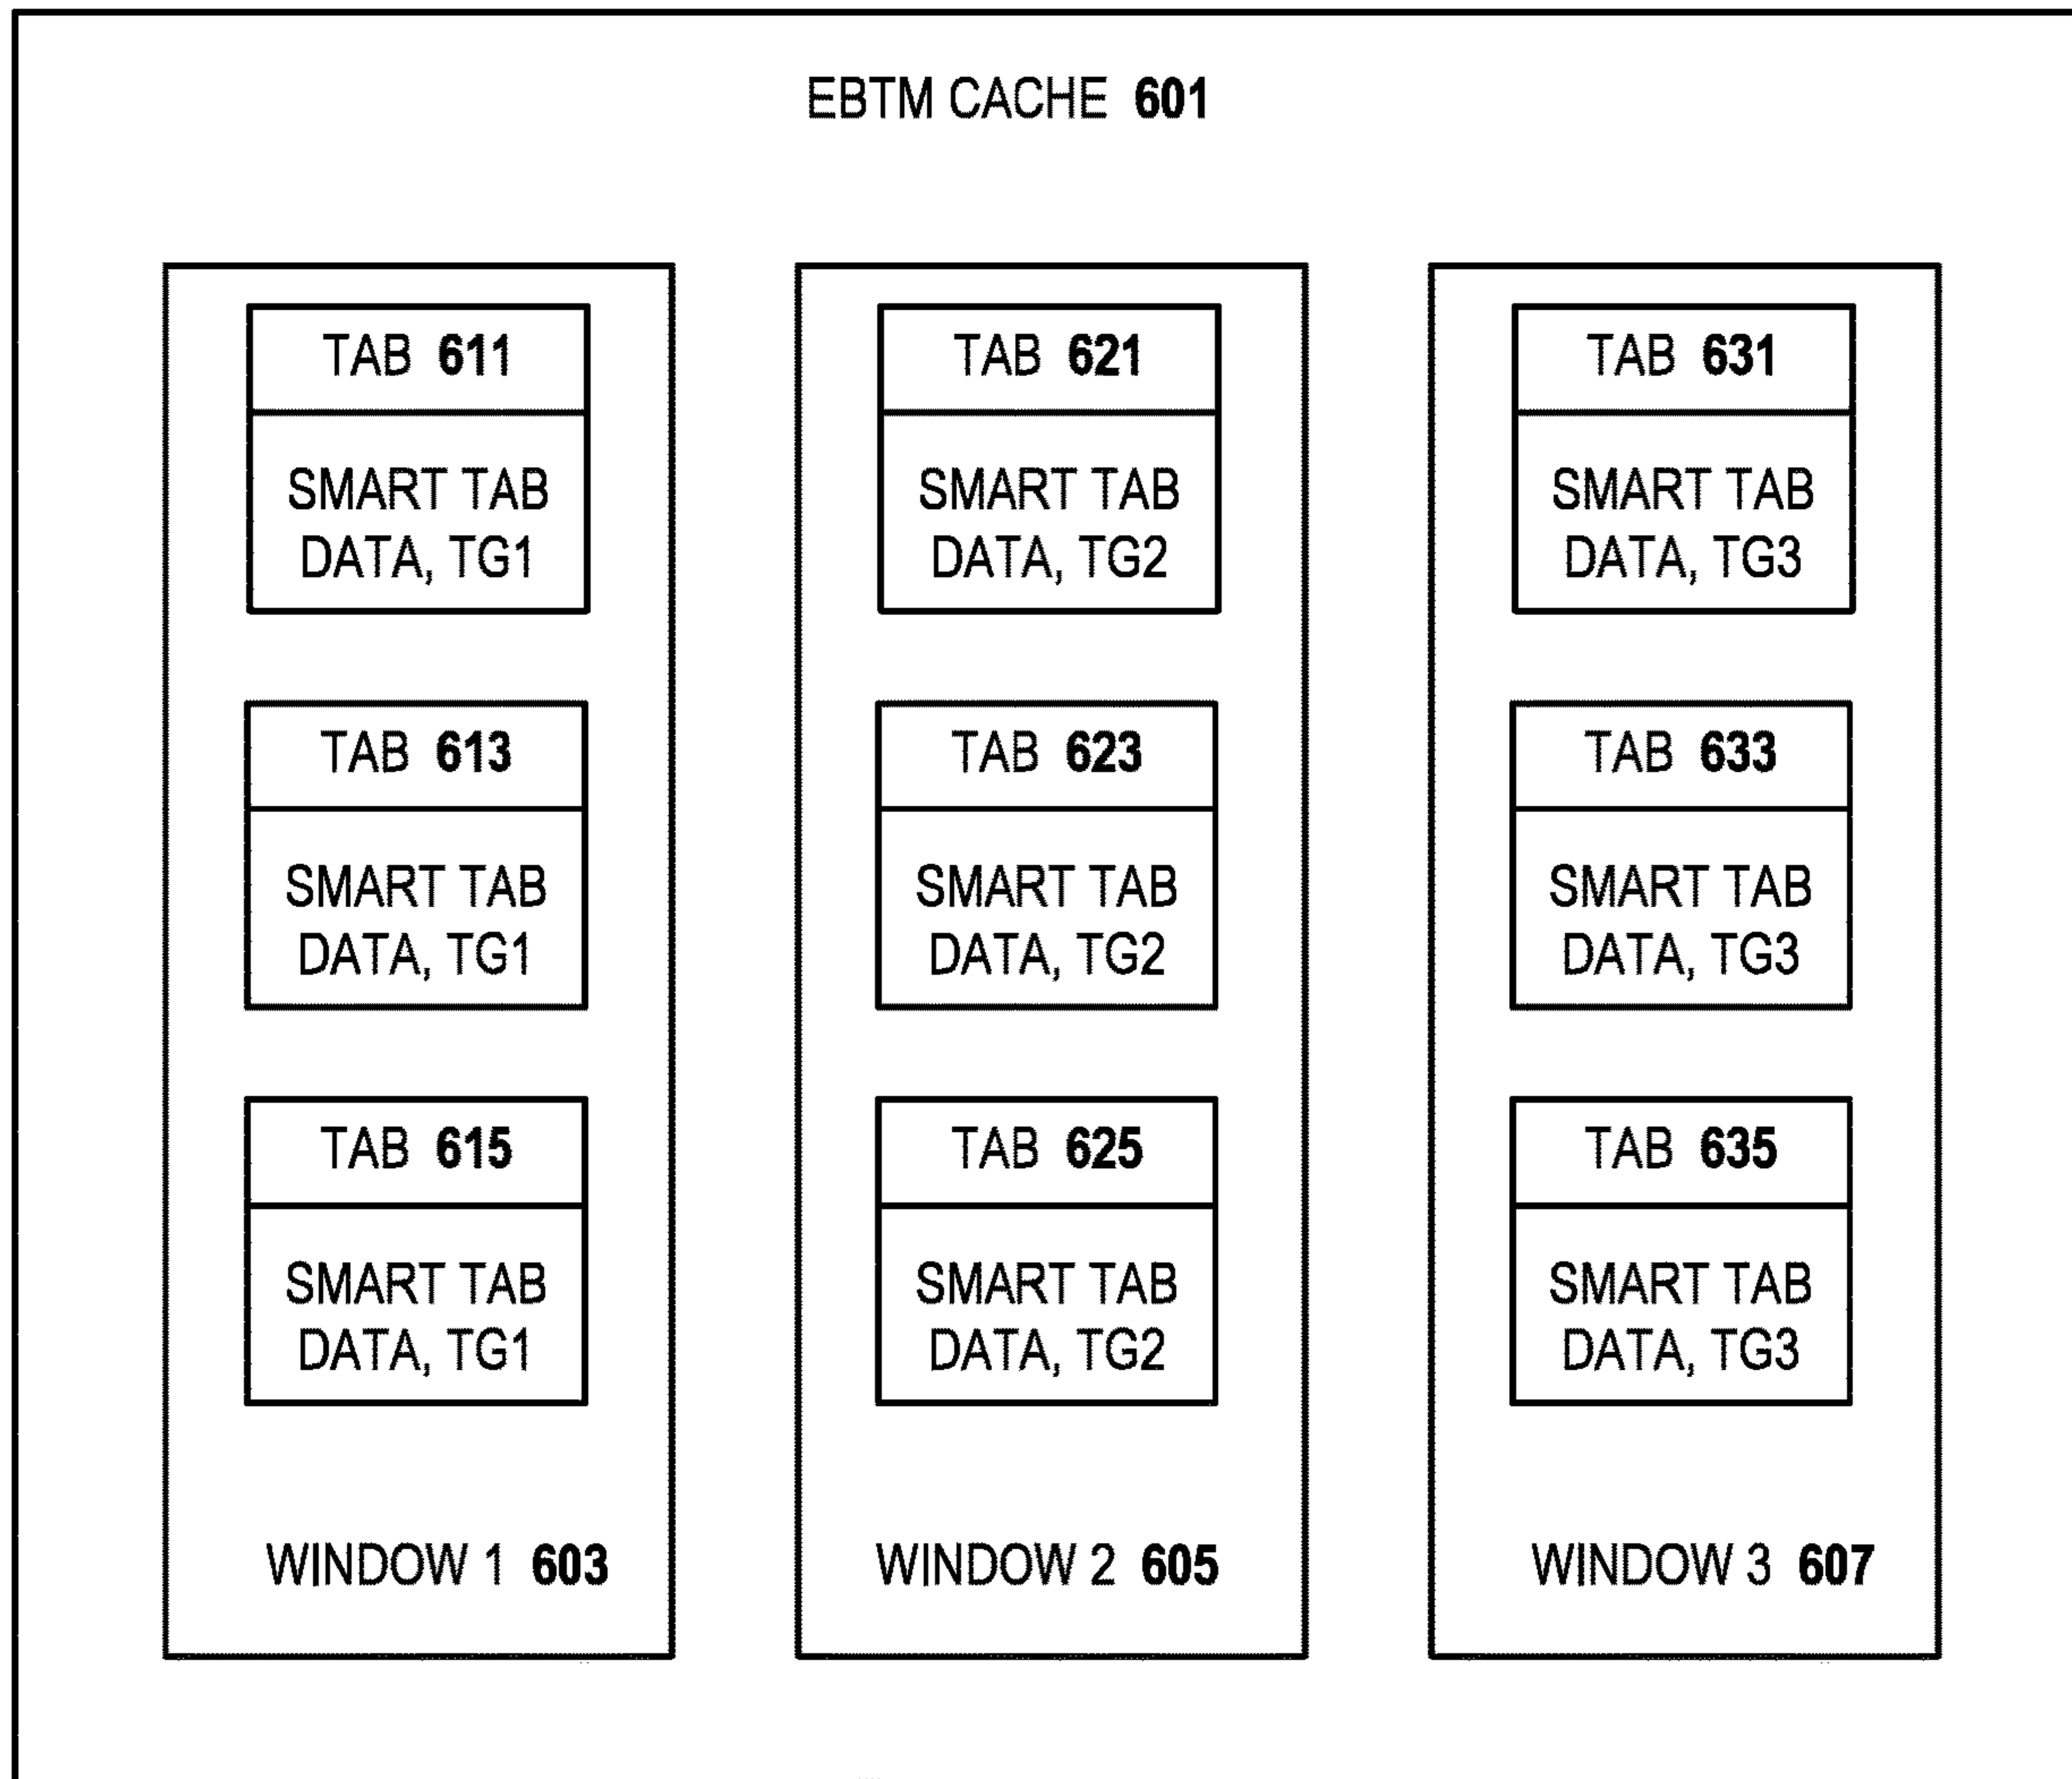 EBTM CACHE 601
TAB 611
SMART TAB
DATA, TG1
TAB 613
SMART TAB
DATA, TG1
TAB 615
SMART TAB
DATA, TG1
WINDOW 1 603
TAB 621
SMART TAB
DATA, TG2
TAB 623
SMART TAB
DATA, TG2
TAB 625
SMART TAB
DATA, TG2
WINDOW 2 605
TAB 631
SMART TAB
DATA, TG3
TAB 633
SMART TAB
DATA, TG3
TAB 635
SMART TAB
DATA, TG3
WINDOW 3 607